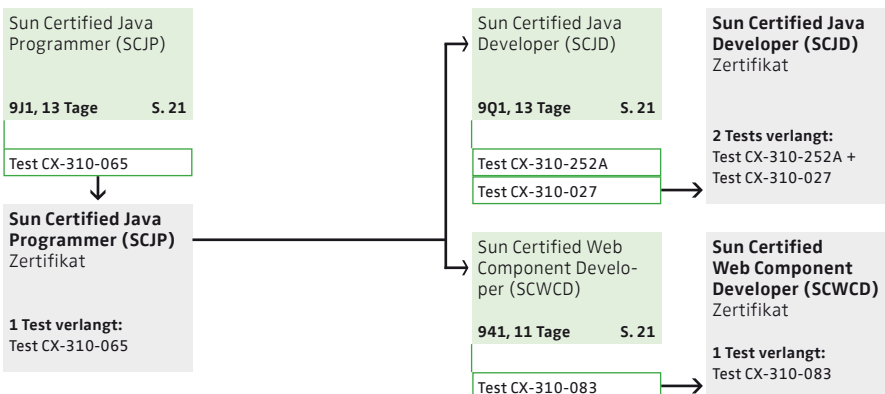 Sun Certified Java
Programmer (SCJP)
9J1, 13 Tage S. 21
Test CX-310-065
Sun Certified Java
Programmer (SCJP)
Zertifikat
1 Test verlangt:
Test CX-310-065
Sun Certified Java
Developer (SCJD)
9Q1, 13 Tage S. 21
Test CX-310-252A
Test CX-310-027
Sun Certified Java
Developer (SCJD)
Zertifikat
2 Tests verlangt:
Test CX-310-252A +
Test CX-310-027
Sun Certified Web
Component Develo-
per (SCWCD)
941, 11 Tage S. 21
Test CX-310-083
Sun Certified
Web Component
Developer (SCWCD)
Zertifikat
1 Test verlangt:
Test CX-310-083